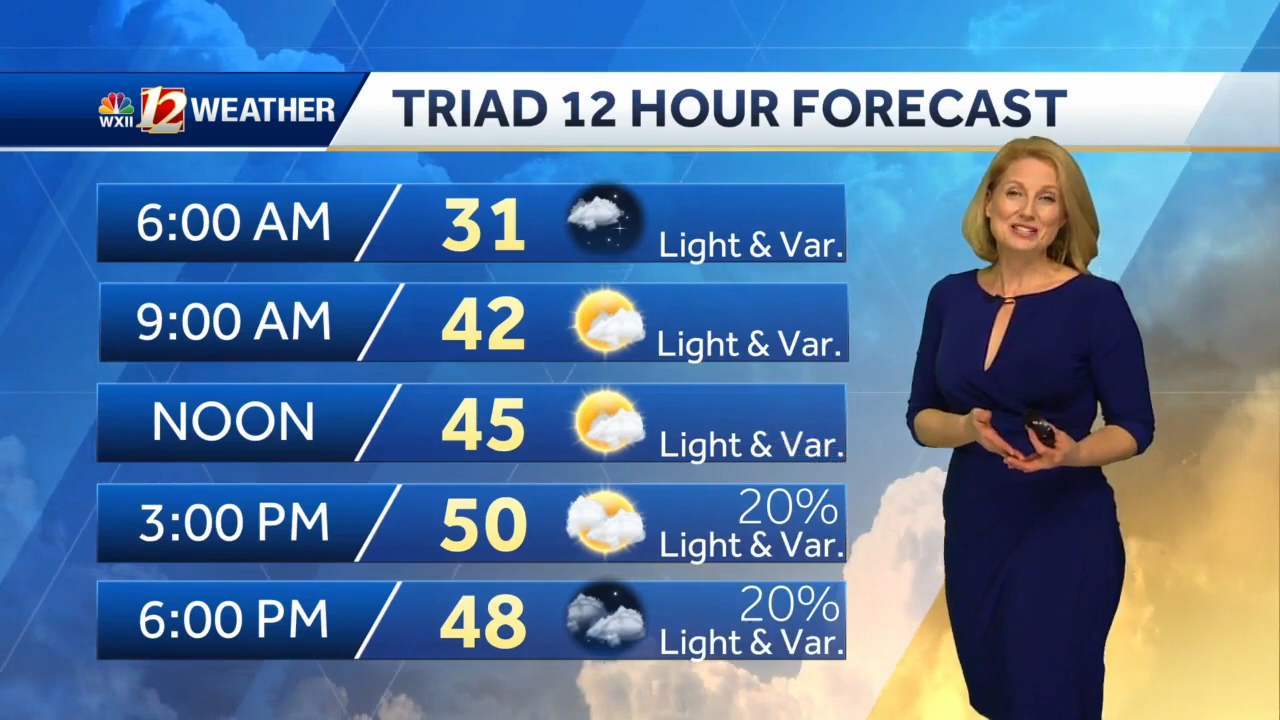 WXII 12 WEATHER
TRIAD 12 HOUR FORECAST
6:00 AM 31 Light & Var.
9:00 AM 42 Light & Var.
NOON 45 Light & Var.
3:00 PM 50 20% Light & Var.
6:00 PM 48 20% Light & Var.